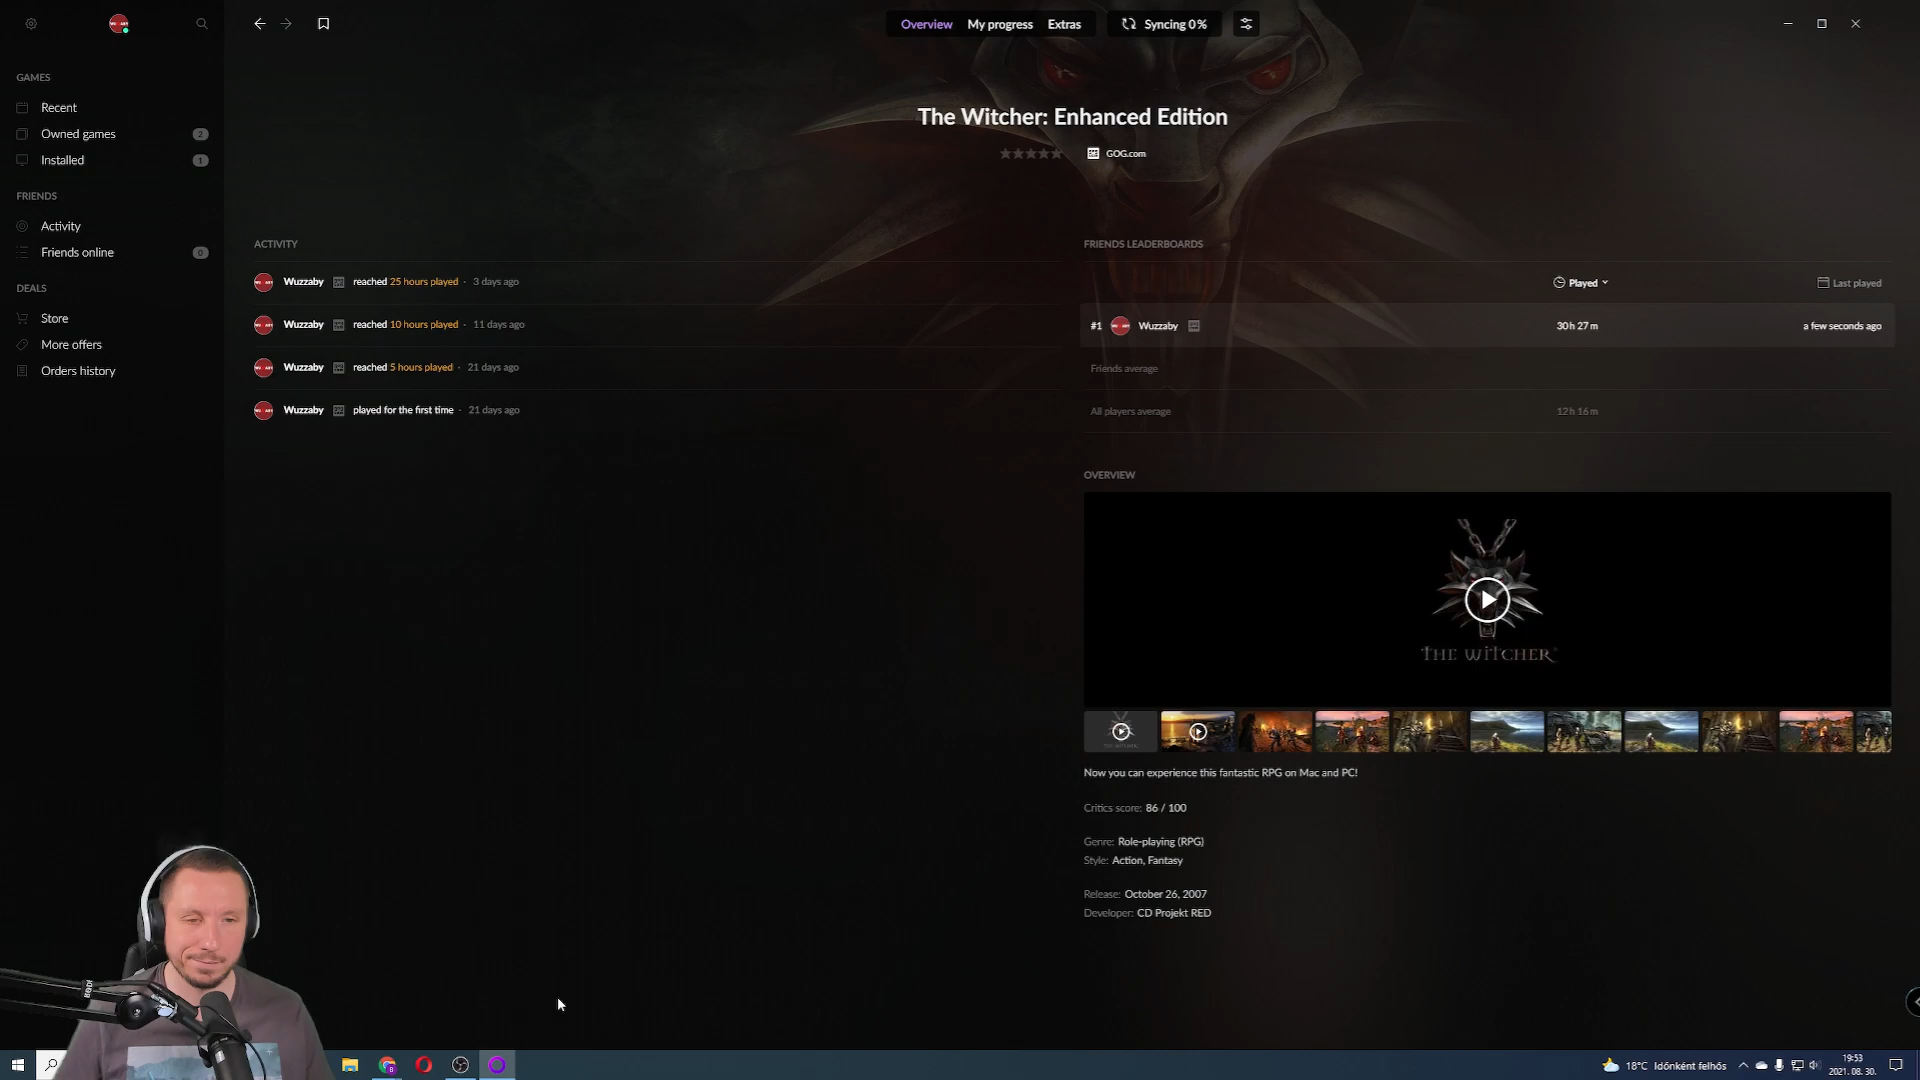 Overview My progress Extras Syncing 0%
GAMES
Recent
Owned games 2
Installed 1
FRIENDS
Activity
Friends online 0
DEALS
Store
More offers
Orders history
The Witcher: Enhanced Edition
GOG.com
ACTIVITY
Wuzzaby reached 25 hours played · 3 days ago
Wuzzaby reached 10 hours played · 11 days ago
Wuzzaby reached 5 hours played · 21 days ago
Wuzzaby played for the first time · 21 days ago
FRIENDS LEADERBOARDS
Played Last played
#1 Wuzzaby 30h 27m a few seconds ago
Friends average
All players average 12h 16m
OVERVIEW
THE WITCHER
Now you can experience this fantastic RPG on Mac and PC!
Critics score: 86 / 100
Genre: Role-playing (RPG)
Style: Action, Fantasy
Release: October 26, 2007
Developer: CD Projekt RED
18°C Időnként felhős
19:53
2021. 08. 30.